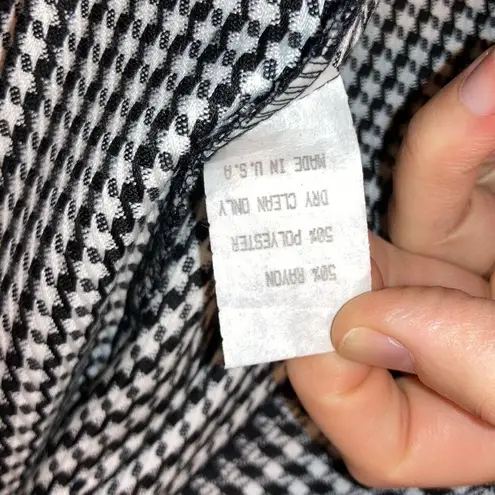 50% RAYON
50% POLYESTER
DRY CLEAN ONLY
MADE IN U.S.A